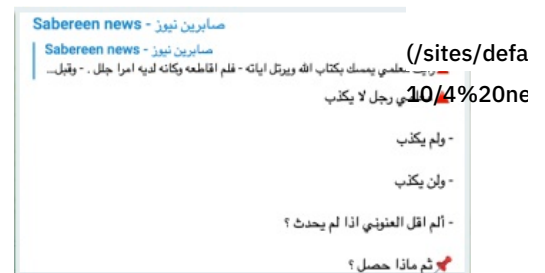 Sabereen news - صابرين نيوز
Sabereen news - صابرين نيوز
(/sites/defa
يمسك بكتاب الله ويرتل اياته - فلم اقاطعه وكانه لديه امرا جلل . - وقبل...
10/4%20ne
رجل لا يكذب
- ولم يكذب
- ولن يكذب
- ألم اقل العنوني اذا لم يحدث ؟
ثم ماذا حصل ؟